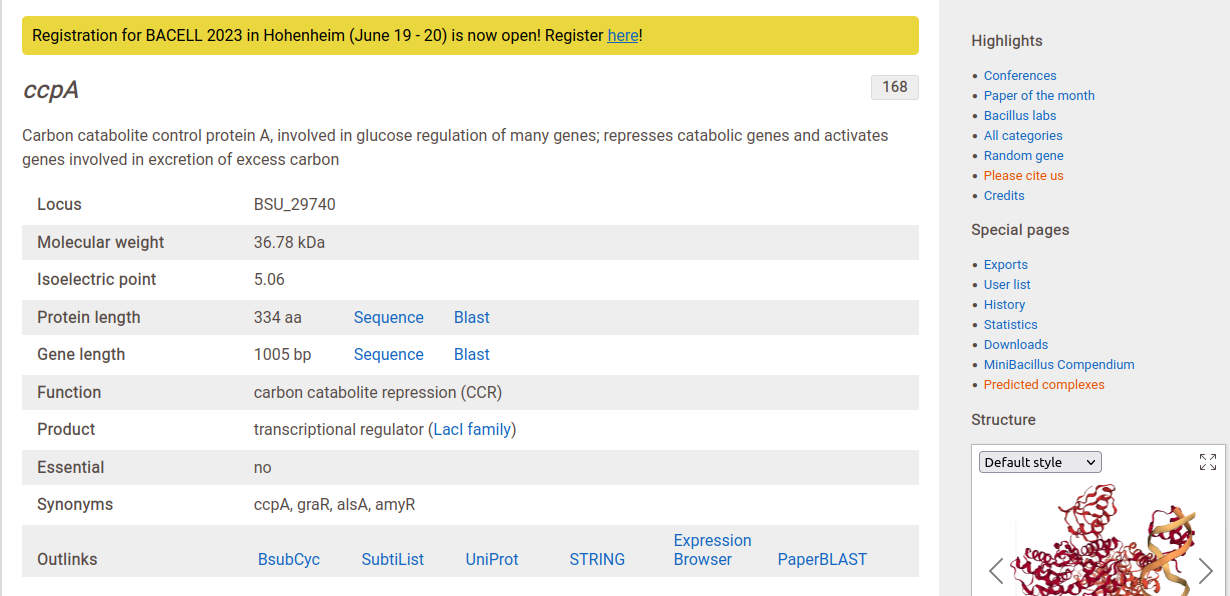 Registration for BACELL 2023 in Hohenheim (June 19 - 20) is now open! Register here!
ccpA
168
Carbon catabolite control protein A, involved in glucose regulation of many genes; represses catabolic genes and activates
genes involved in excretion of excess carbon
Locus BSU_29740
Molecular weight 36.78 kDa
Isoelectric point 5.06
Protein length 334 aa Sequence Blast
Gene length 1005 bp Sequence Blast
Function carbon catabolite repression (CCR)
Product transcriptional regulator (LacI family)
Essential no
Synonyms ccpA, graR, alsA, amyR
Outlinks BsubCyc SubtiList UniProt STRING Expression Browser PaperBLAST
Highlights
Conferences
Paper of the month
Bacillus labs
All categories
Random gene
Please cite us
Credits
Special pages
Exports
User list
History
Statistics
Downloads
MiniBacillus Compendium
Predicted complexes
Structure
Default style